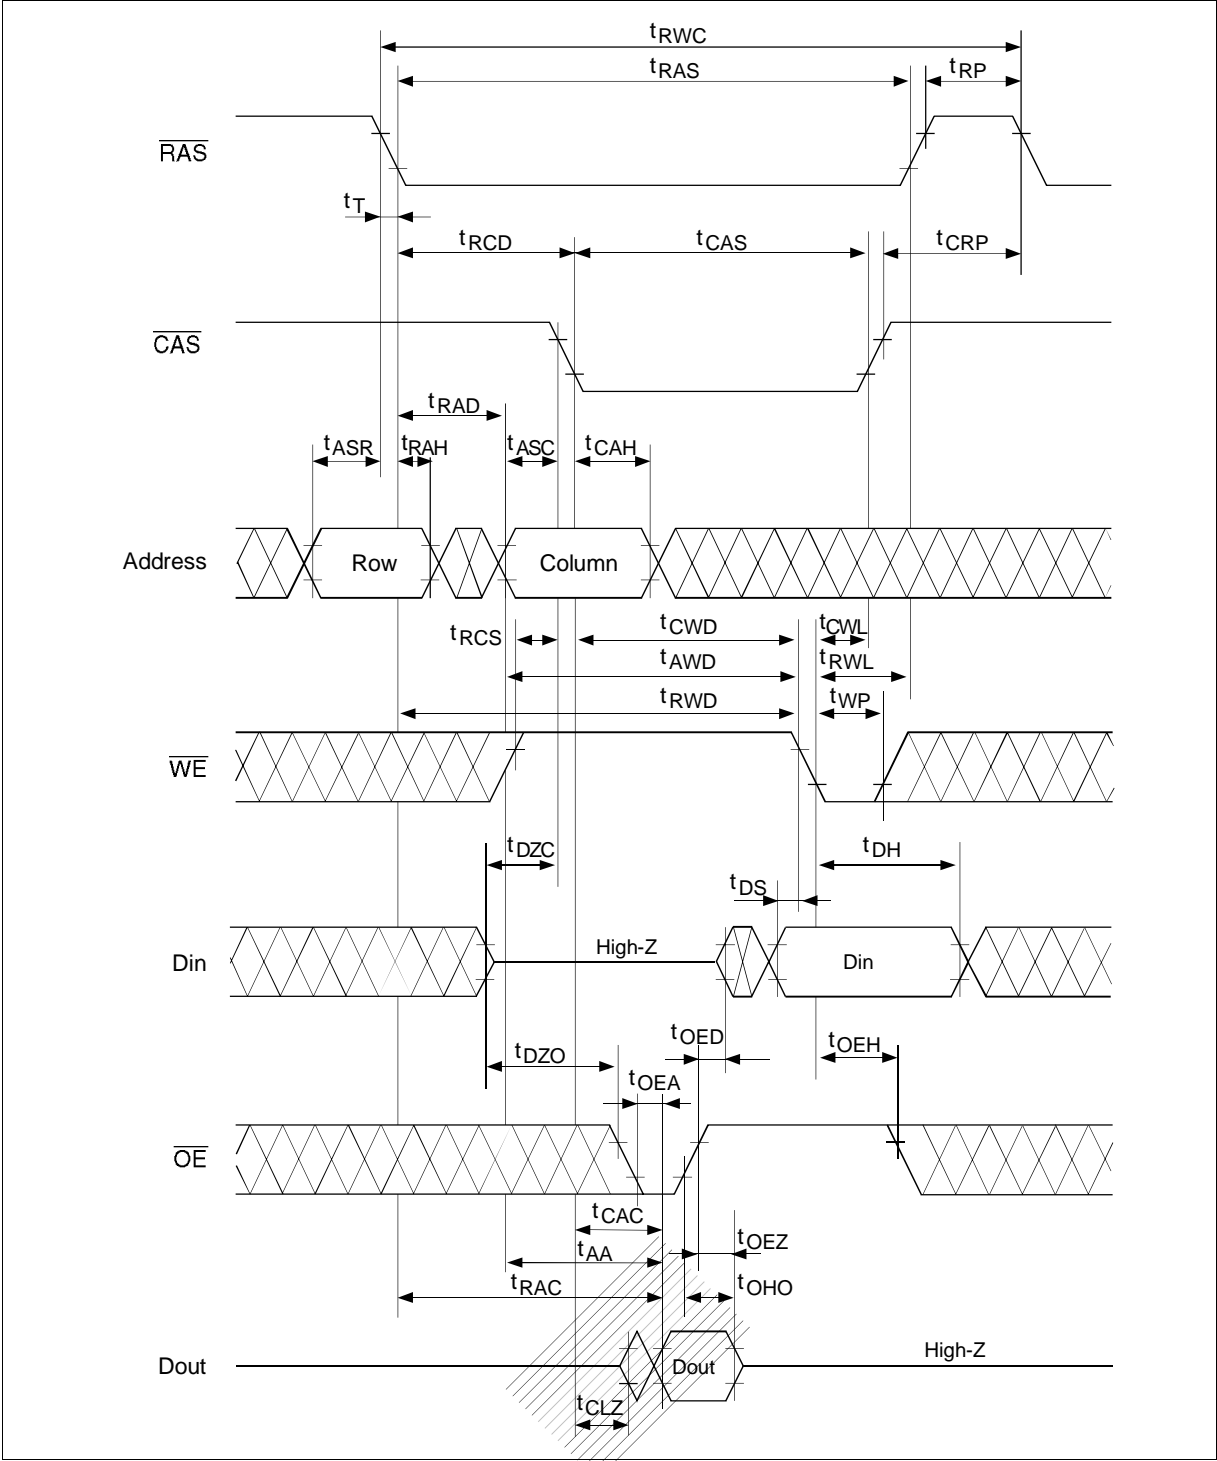 tRWC
tRAS tRP
RAS
tT
tRCD tCAS tCRP
CAS
tRAD
tASR tRAH tASC tCAH
Address Row Column
tRCS tCWD tCWL
tAWD tRWL
tRWD tWP
WE
tDZC tDH
tDS
Din High-Z Din
tOED tOEH
tDZO
tOEA
OE
tCAC
tOEZ
tAA
tRAC tOHO
Dout Dout High-Z
tCLZ